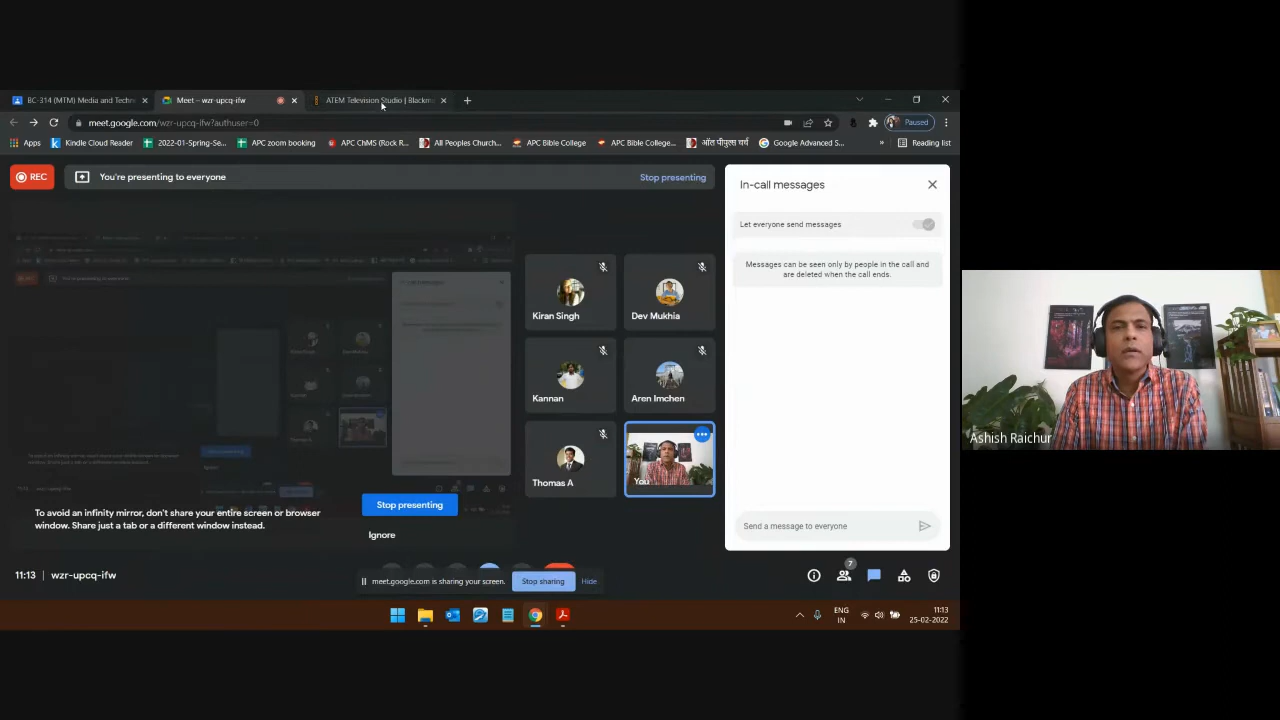 BC-314 (MTM) Media and Techn
Meet – wzr-upcq-ifw
ATEM Television Studio | Blackma
meet.google.com/wzr-upcq-ifw?authuser=0
Paused
Apps
Kindle Cloud Reader
2022-01-Spring-Se...
APC zoom booking
APC ChMS (Rock R...
All Peoples Church...
APC Bible College
APC Bible College...
ऑल पीपुल्स चर्च
Google Advanced S...
»
Reading list
REC
You're presenting to everyone
Stop presenting
In-call messages
Let everyone send messages
Messages can be seen only by people in the call and
are deleted when the call ends.
Kiran Singh
Dev Mukhia
Kannan
Aren Imchen
Thomas A
You
Ashish Raichur
To avoid an infinity mirror, don't share your entire screen or browser
window. Share just a tab or a different window instead.
Stop presenting
Ignore
Send a message to everyone
11:13 | wzr-upcq-ifw
meet.google.com is sharing your screen.
Stop sharing
Hide
7
ENG
IN
11:13
25-02-2022